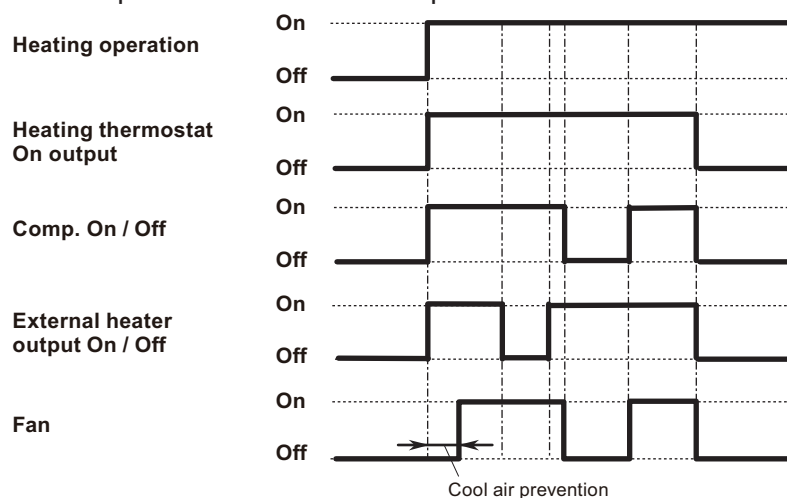 On
Heating operation
Off
On
Heating thermostat
On output
Off
On
Comp. On / Off
Off
On
External heater
output On / Off
Off
On
Fan
Off
Cool air prevention